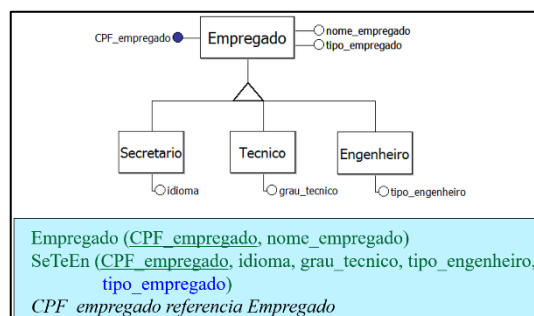 Empregado
CPF_empregado
nome_empregado
tipo_empregado
Secretario
Tecnico
Engenheiro
idioma
grau_tecnico
tipo_engenheiro
Empregado (CPF_empregado, nome_empregado)
SeTeEn (CPF_empregado, idioma, grau_tecnico, tipo_engenheiro,
tipo_empregado)
CPF_empregado referencia Empregado